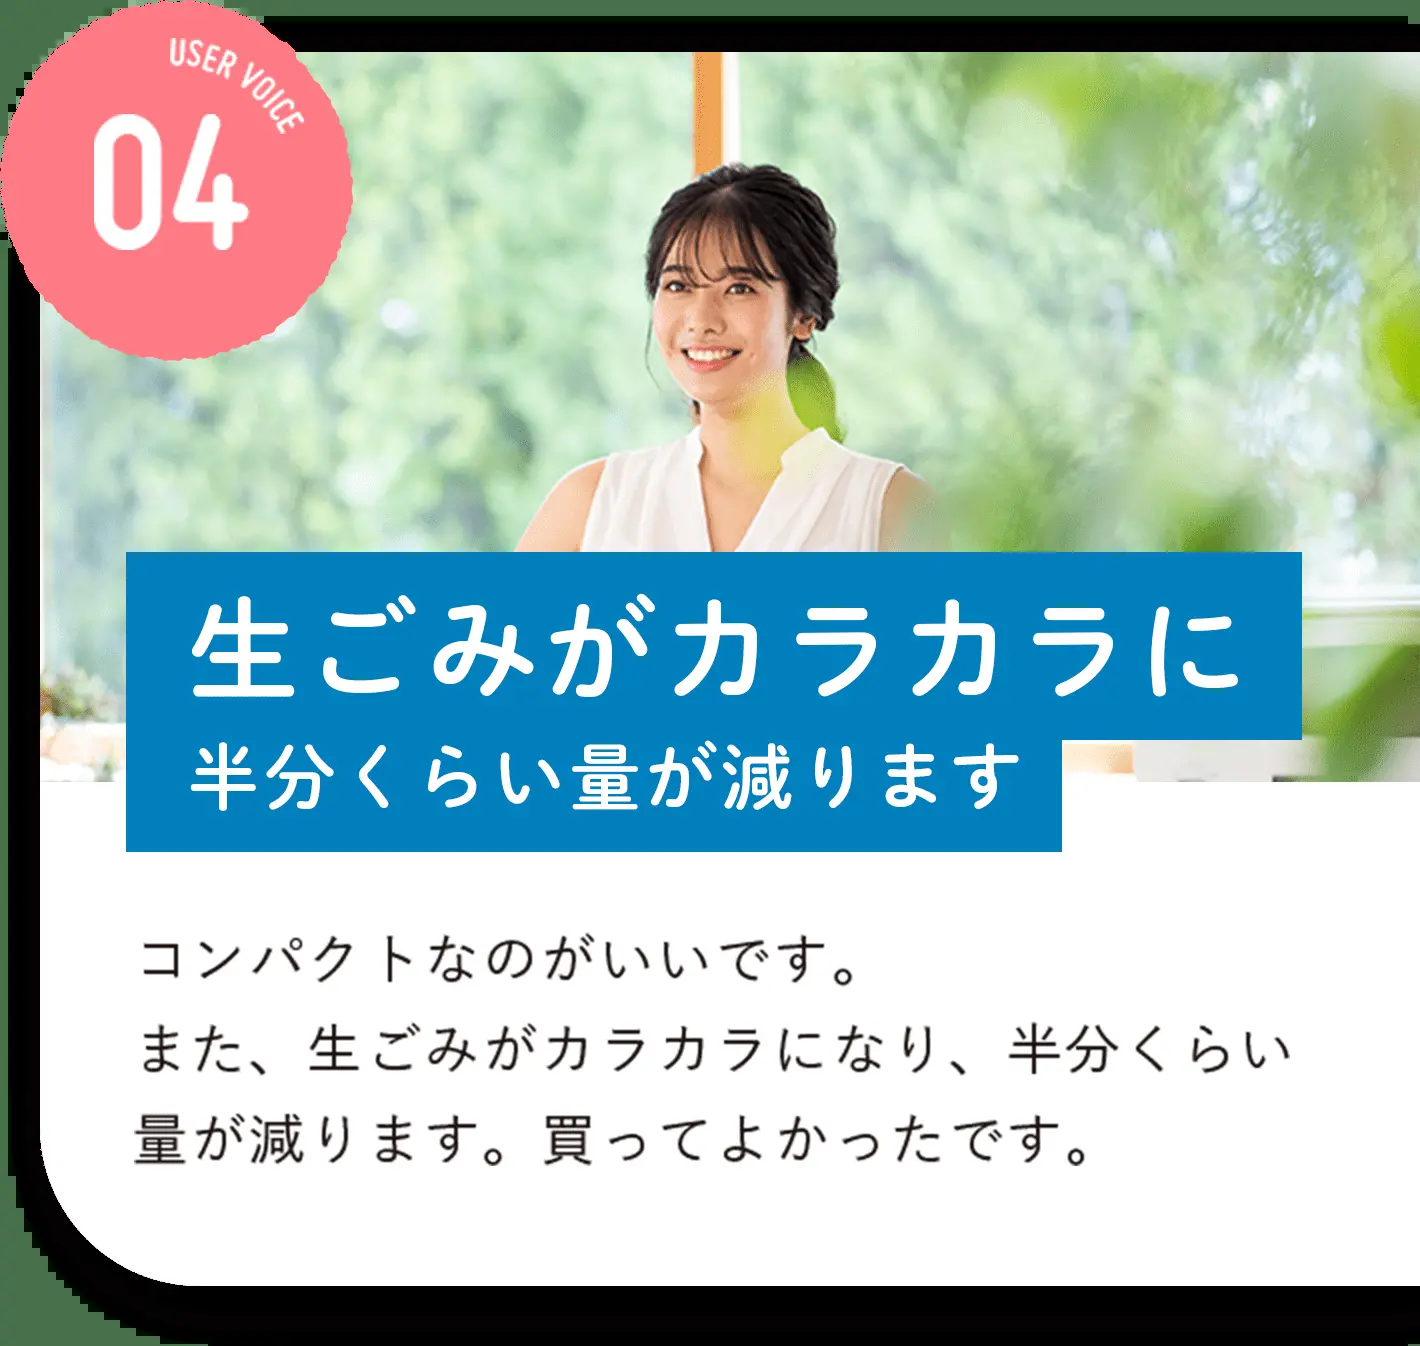 USER VOICE
04
生ごみがカラカラに
半分くらい量が減ります
コンパクトなのがいいです。
また、生ごみがカラカラになり、半分くらい
量が減ります。買ってよかったです。